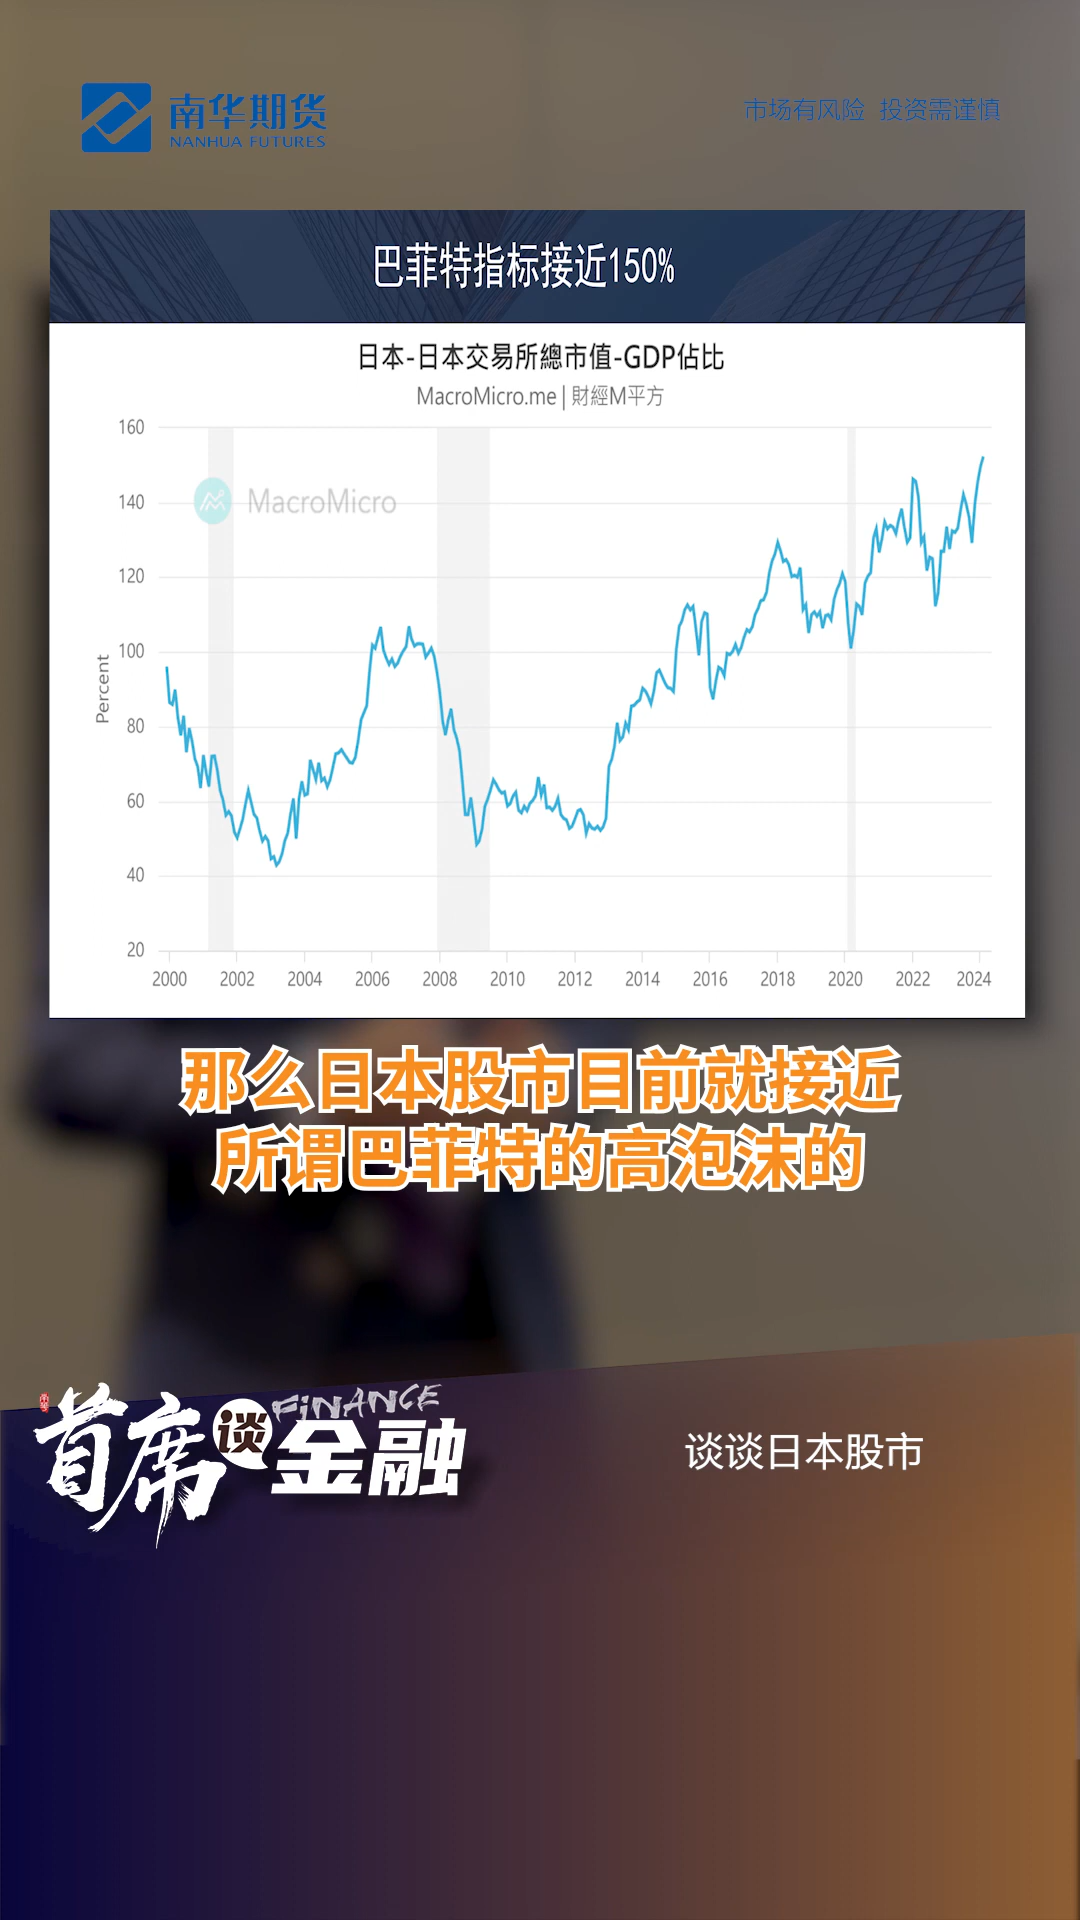 南华期货
NANHUA FUTURES
市场有风险 投资需谨慎
巴菲特指标接近150%
日本-日本交易所總市值-GDP佔比
MacroMicro.me | 財經M平方
MacroMicro
Percent
160
140
120
100
80
60
40
20
2000 2002 2004 2006 2008 2010 2012 2014 2016 2018 2020 2022 2024
那么日本股市目前就接近
所谓巴菲特的高泡沫的
首席谈金融
FINANCE
谈谈日本股市